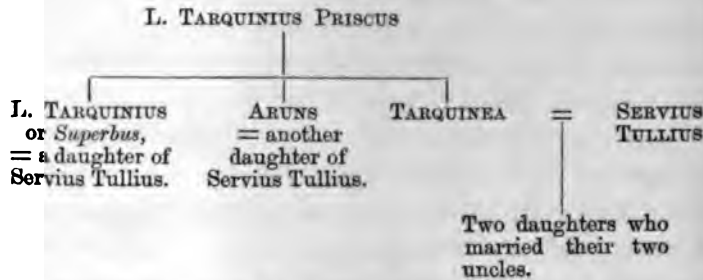 L. TARQUINIUS PRISCUS
L. TARQUINIUS
or Superbus,
= a daughter of
Servius Tullius.
ARUNS
= another
daughter of
Servius Tullius.
TARQUINEA = SERVIUS
TULLIUS
Two daughters who
married their two
uncles.